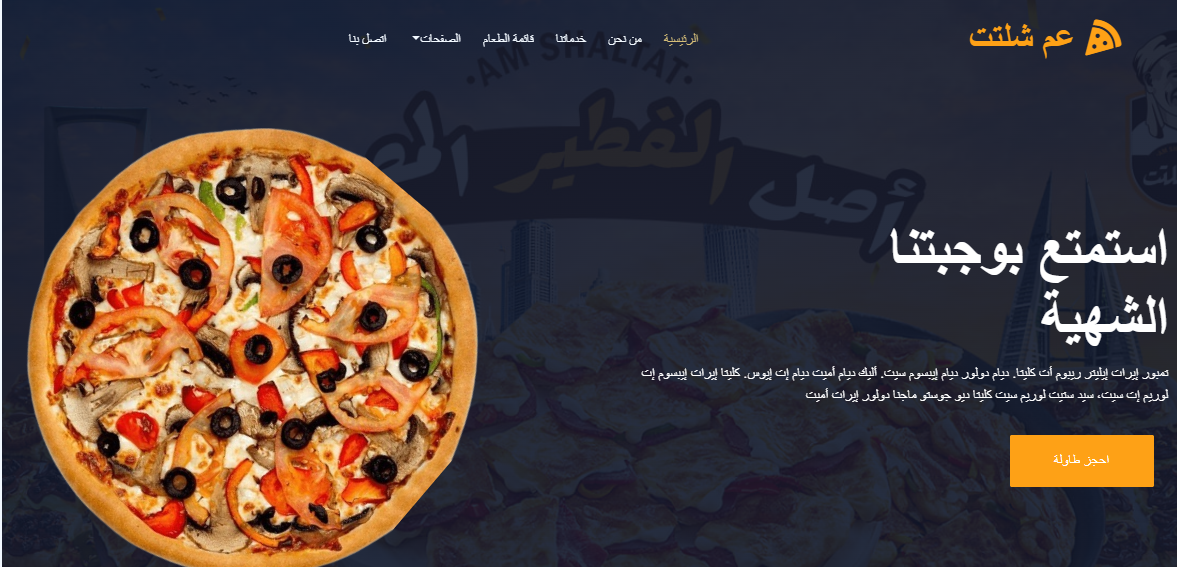 عم شلتت
الرئيسية من نحن خدماتنا قائمة الطعام الصفحات اتصل بنا
AM SHALTAT
أصل الفطير المص
استمتع بوجبتنا
الشهية
تمبور إيرات إيليتر ريبوم أت كليتا. ديام دولور ديام إيبسوم سيت. أليك ديام أميت ديام إت إيوس. كليتا إيرات إيبسوم إت
لوريم إت سيت، سيد ستيت لوريم سيت كليتا ديو جوستو ماجنا دولور إيرات أميت
احجز طاولة